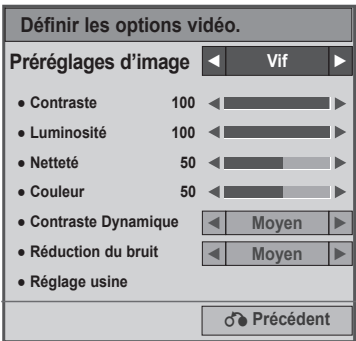 Définir les options vidéo.
Préréglages d'image ◀ Vif ▶
● Contraste 100
● Luminosité 100
● Netteté 50
● Couleur 50
● Contraste Dynamique ◀ Moyen ▶
● Réduction du bruit ◀ Moyen ▶
● Réglage usine
Précédent